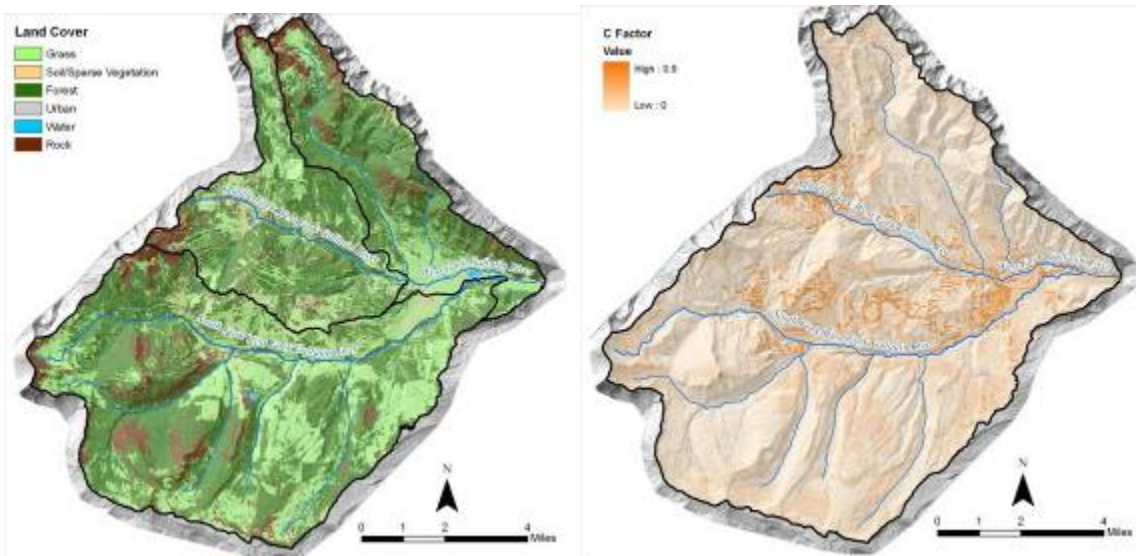 Land Cover
Grass
Soil/Sparse Vegetation
Forest
Urban
Water
Rock
N
0 1 2 4
Miles
C Factor
Value
High : 0.9
Low : 0
N
0 1 2 4
Miles